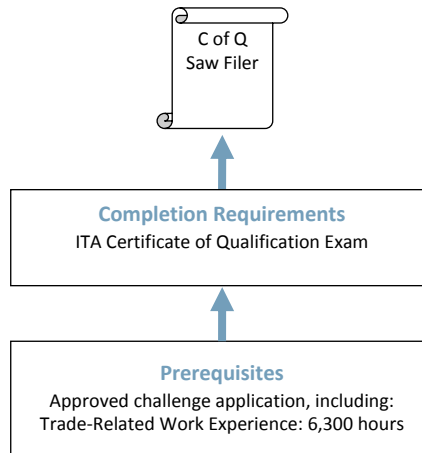 C of Q
Saw Filer
Completion Requirements
ITA Certificate of Qualification Exam
Prerequisites
Approved challenge application, including:
Trade-Related Work Experience: 6,300 hours